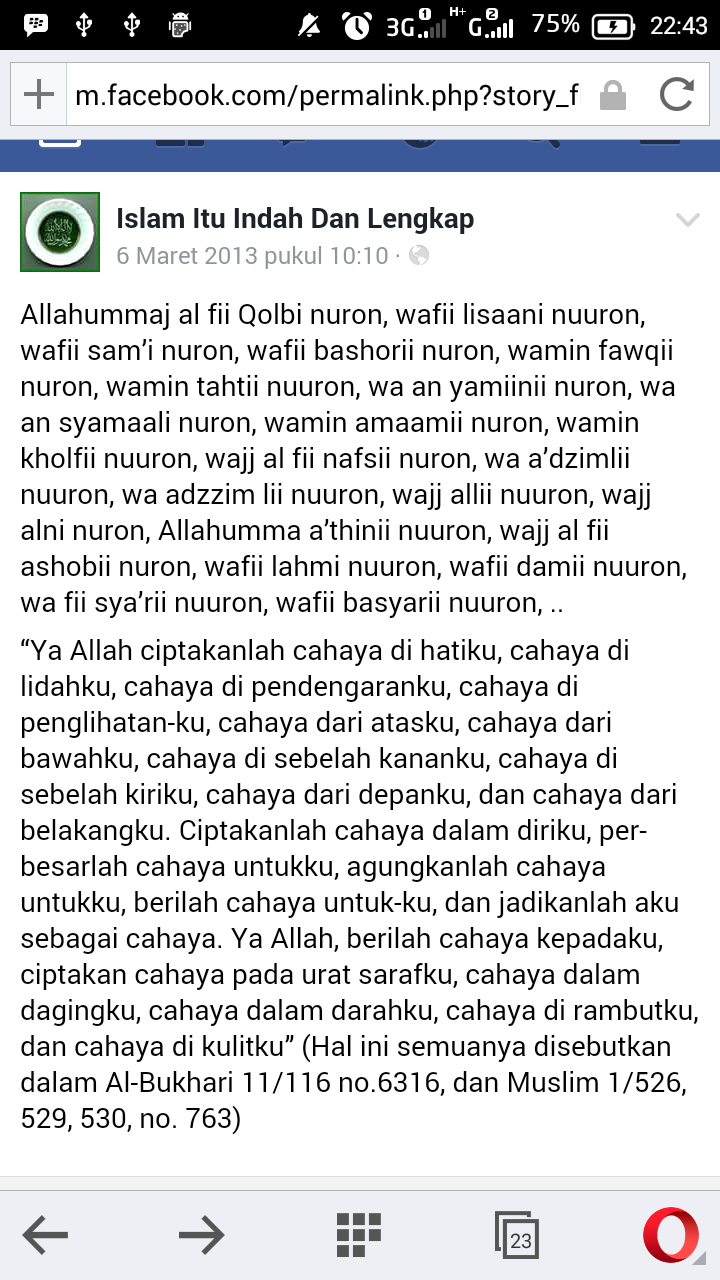 3G 1 H+ G 2 75% 22:43
m.facebook.com/permalink.php?story_f
Islam Itu Indah Dan Lengkap
6 Maret 2013 pukul 10:10 ·
Allahummaj al fii Qolbi nuron, wafii lisaani nuuron,
wafii sam’i nuron, wafii bashorii nuron, wamin fawqii
nuron, wamin tahtii nuuron, wa an yamiinii nuron, wa
an syamaali nuron, wamin amaamii nuron, wamin
kholfii nuuron, wajj al fii nafsii nuron, wa a’dzimlii
nuuron, wa adzzim lii nuuron, wajj allii nuuron, wajj
alni nuron, Allahumma a’thinii nuuron, wajj al fii
ashobii nuron, wafii lahmi nuuron, wafii damii nuuron,
wa fii sya’rii nuuron, wafii basyarii nuuron, ..
“Ya Allah ciptakanlah cahaya di hatiku, cahaya di
lidahku, cahaya di pendengaranku, cahaya di
penglihatan-ku, cahaya dari atasku, cahaya dari
bawahku, cahaya di sebelah kananku, cahaya di
sebelah kiriku, cahaya dari depanku, dan cahaya dari
belakangku. Ciptakanlah cahaya dalam diriku, per-
besarlah cahaya untukku, agungkanlah cahaya
untukku, berilah cahaya untuk-ku, dan jadikanlah aku
sebagai cahaya. Ya Allah, berilah cahaya kepadaku,
ciptakan cahaya pada urat sarafku, cahaya dalam
dagingku, cahaya dalam darahku, cahaya di rambutku,
dan cahaya di kulitku” (Hal ini semuanya disebutkan
dalam Al-Bukhari 11/116 no.6316, dan Muslim 1/526,
529, 530, no. 763)
23